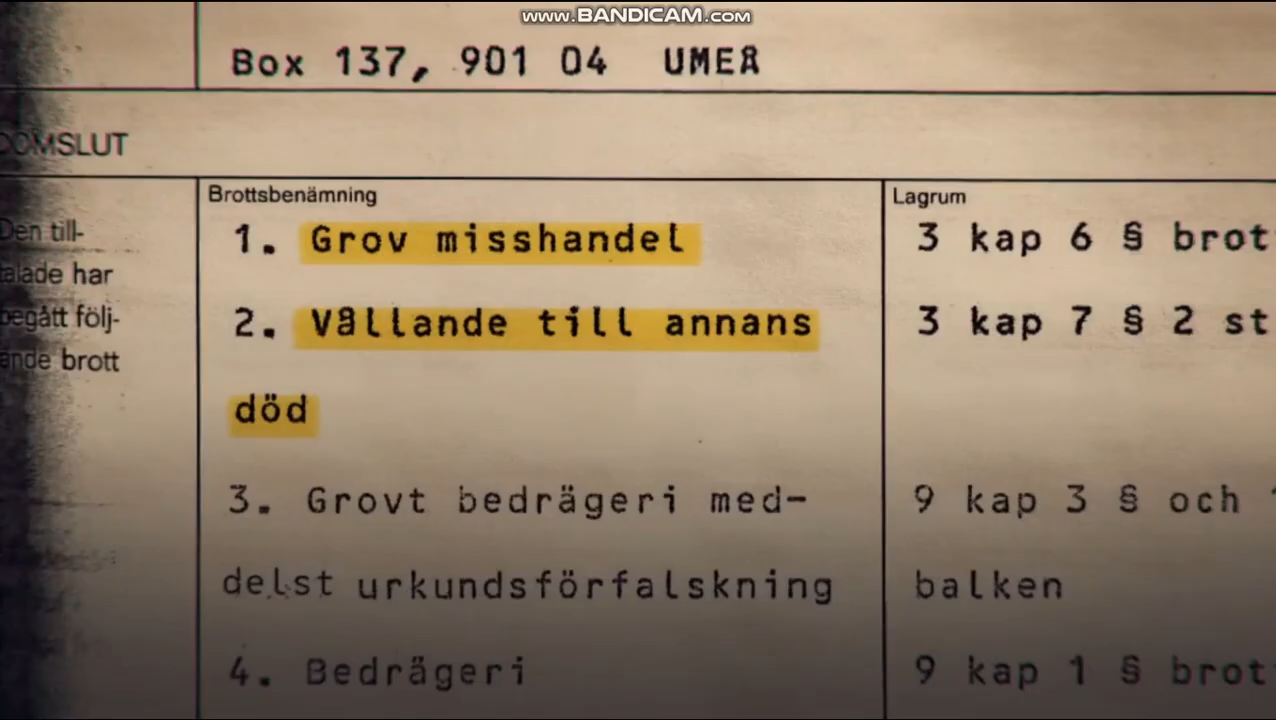 www.BANDICAM.com
Box 137, 901 04 UMEÅ
DOMSLUT
Brottsbenämning
Lagrum
Den till-
talade har
begått följ-
ande brott
1. Grov misshandel
3 kap 6 § brot
2. Vållande till annans
3 kap 7 § 2 st
död
3. Grovt bedrägeri med-
9 kap 3 § och
delst urkundsförfalskning
balken
4. Bedrägeri
9 kap 1 § brot